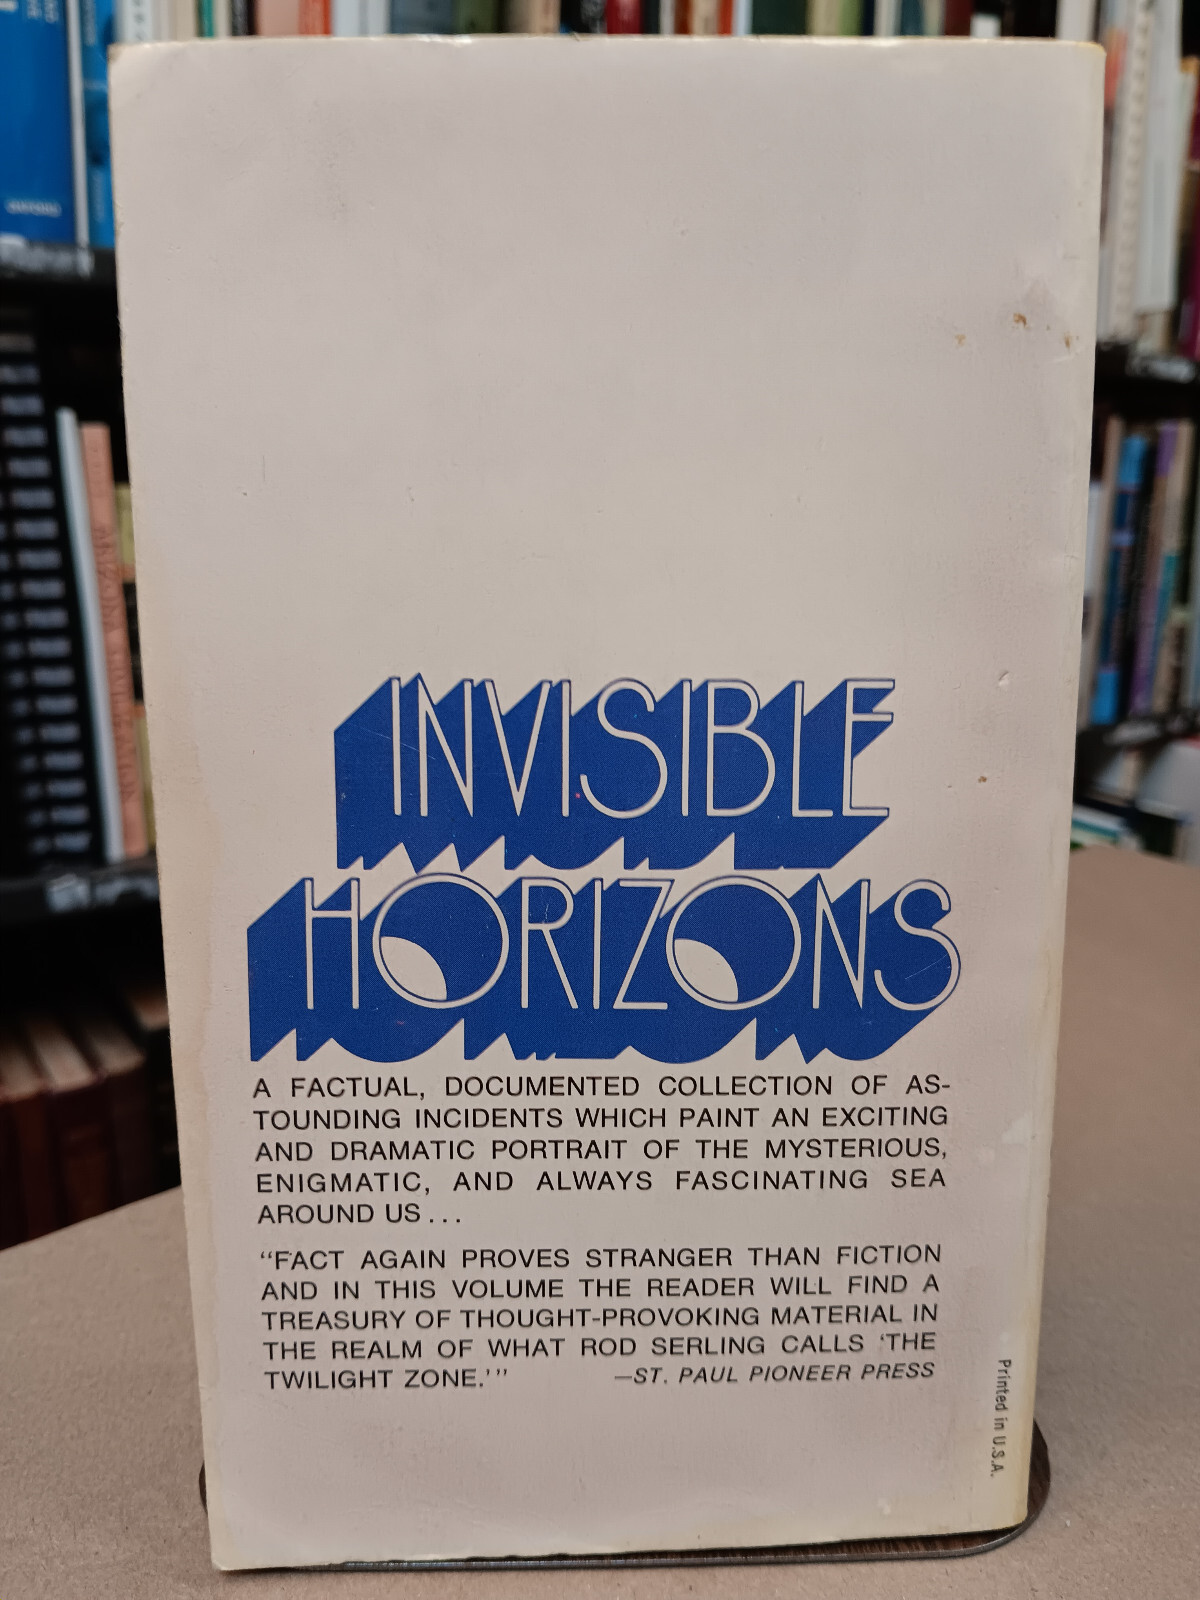 INVISIBLE
HORIZONS
A FACTUAL, DOCUMENTED COLLECTION OF AS-
TOUNDING INCIDENTS WHICH PAINT AN EXCITING
AND DRAMATIC PORTRAIT OF THE MYSTERIOUS,
ENIGMATIC, AND ALWAYS FASCINATING SEA
AROUND US...
"FACT AGAIN PROVES STRANGER THAN FICTION
AND IN THIS VOLUME THE READER WILL FIND A
TREASURY OF THOUGHT-PROVOKING MATERIAL IN
THE REALM OF WHAT ROD SERLING CALLS 'THE
TWILIGHT ZONE.'" —ST. PAUL PIONEER PRESS
Printed in U.S.A.